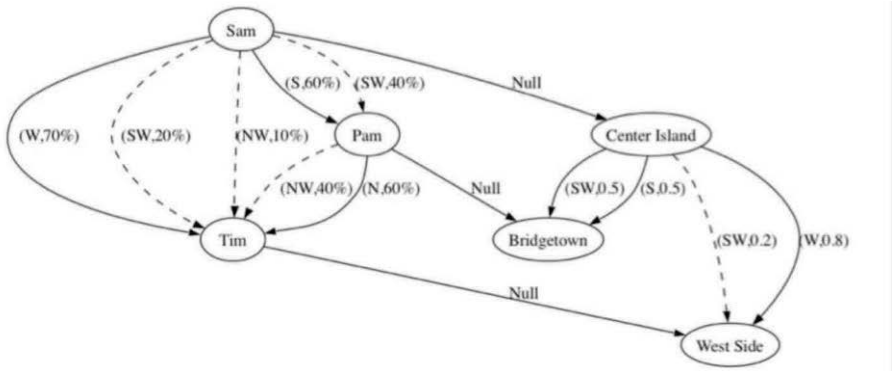 Sam
(S,60%) (SW,40%) Null
(W,70%) (SW,20%) (NW,10%) Pam Center Island
(NW,40%) (N,60%) Null (SW,0.5) (S,0.5)
Tim Bridgetown (SW,0.2) (W,0.8)
Null
West Side